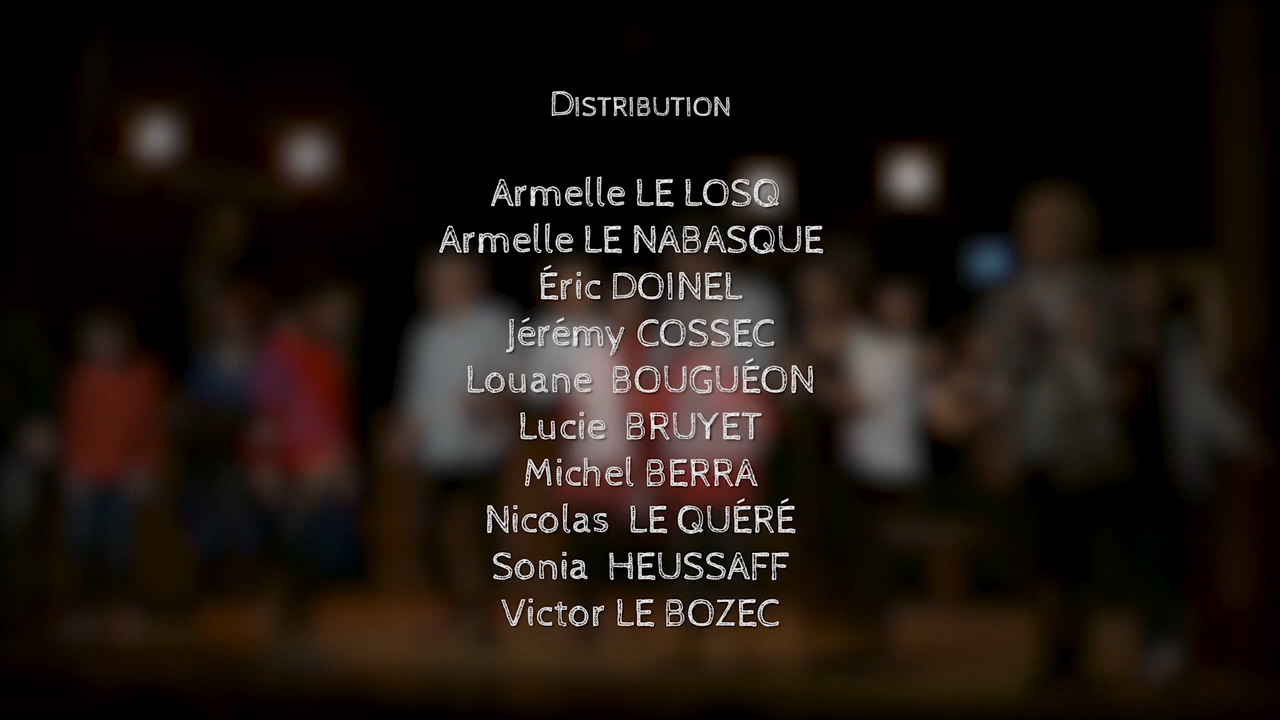 Distribution
Armelle LE LOSQ
Armelle LE NABASQUE
Éric DOINEL
Jérémy COSSEC
Louane BOUGUÉON
Lucie BRUYET
Michel BERRA
Nicolas LE QUÉRÉ
Sonia HEUSSAFF
Victor LE BOZEC